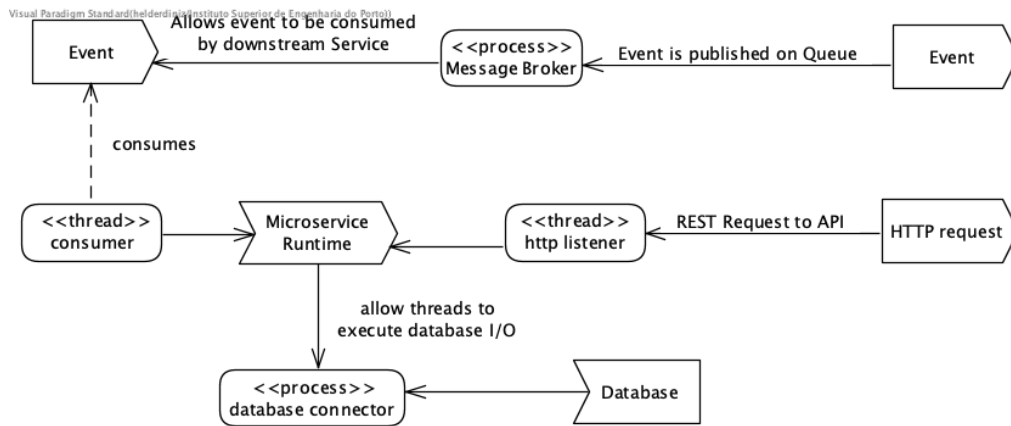 Visual Paradigm Standard(helderdiniz(Instituto Superior de Engenharia do Porto))
Allows event to be consumed
by downstream Service
Event
<<process>>
Message Broker
Event is published on Queue
Event
consumes
<<thread>>
consumer
Microservice
Runtime
<<thread>>
http listener
REST Request to API
HTTP request
allow threads to
execute database I/O
<<process>>
database connector
Database